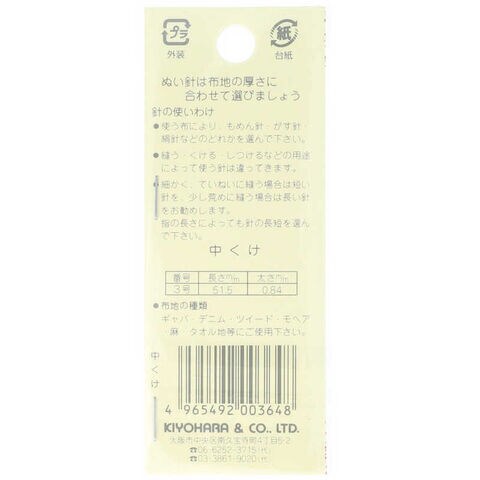 プラ
外装
紙
台紙
ぬい針は布地の厚さに
合わせて選びましょう
針の使いわけ
●使う布により、もめん針・がす針・
絹針などのどれかを選んで下さい。
●縫う・くける・しつけるなどの用途
によって使う針は違ってきます。
●細かく、ていねいに縫う場合は短い
針を、少し荒めに縫う場合は長い針
をお勧めします。
指の長さによっても針の長短を選ん
で下さい。
中くけ
番号 長さm/m 太さm/m
3号 51.5 0.84
●布地の種類
ギャバ・デニム・ツイード・モヘア
・麻・タオル地等にご使用下さい。
中くけ
4 965492 003648
KIYOHARA & CO., LTD.
大阪市中央区南久宝寺町4丁目5-2
☎06-6252-3715(代)
☎03-3861-9020(代)